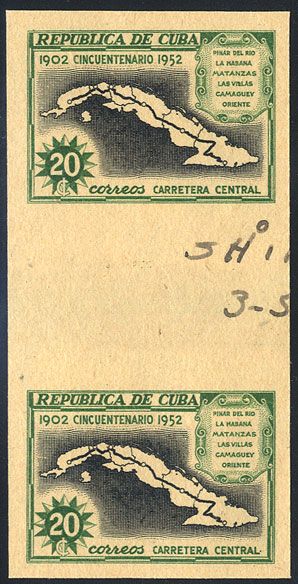 REPUBLICA DE CUBA
1902 CINCUENTENARIO 1952
PINAR DEL RIO
LA HABANA
MATANZAS
LAS VILLAS
CAMAGUEY
ORIENTE
20
¢
correos CARRETERA CENTRAL
3-5
REPUBLICA DE CUBA
1902 CINCUENTENARIO 1952
PINAR DEL RIO
LA HABANA
MATANZAS
LAS VILLAS
CAMAGUEY
ORIENTE
20
¢
correos CARRETERA CENTRAL